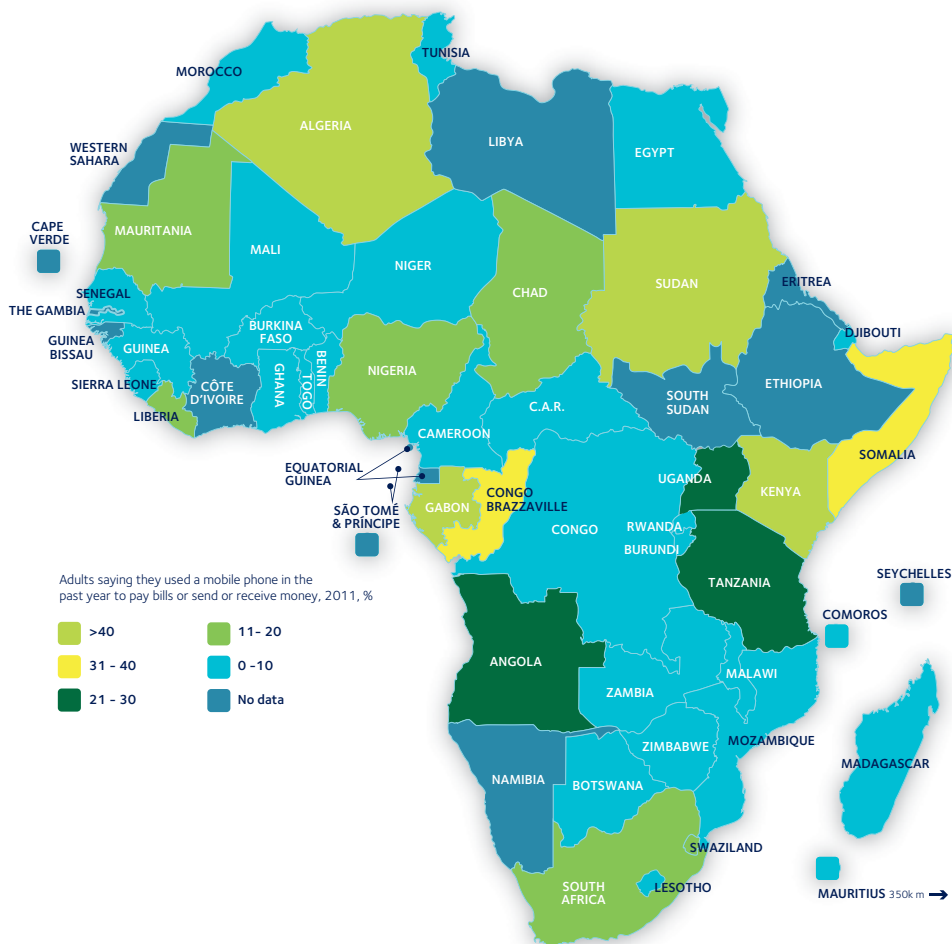 TUNISIA
MOROCCO
ALGERIA
LIBYA
EGYPT
WESTERN
SAHARA
CAPE
VERDE
MAURITANIA
MALI
NIGER
CHAD
SUDAN
ERITREA
SENEGAL
THE GAMBIA
GUINEA
BISSAU
GUINEA
BURKINA
FASO
BENIN
DJIBOUTI
SIERRA LEONE
CÔTE
D'IVOIRE
GHANA
TOGO
NIGERIA
ETHIOPIA
SOUTH
SUDAN
LIBERIA
C.A.R.
CAMEROON
SOMALIA
EQUATORIAL
GUINEA
UGANDA
KENYA
CONGO
BRAZZAVILLE
GABON
SÃO TOMÉ
& PRÍNCIPE
CONGO
RWANDA
BURUNDI
TANZANIA
SEYCHELLES
COMOROS
Adults saying they used a mobile phone in the
past year to pay bills or send or receive money, 2011, %
>40
11- 20
31 - 40
0 -10
21 - 30
No data
ANGOLA
MALAWI
ZAMBIA
MOZAMBIQUE
ZIMBABWE
MADAGASCAR
NAMIBIA
BOTSWANA
SWAZILAND
SOUTH
AFRICA
LESOTHO
MAURITIUS 350k m